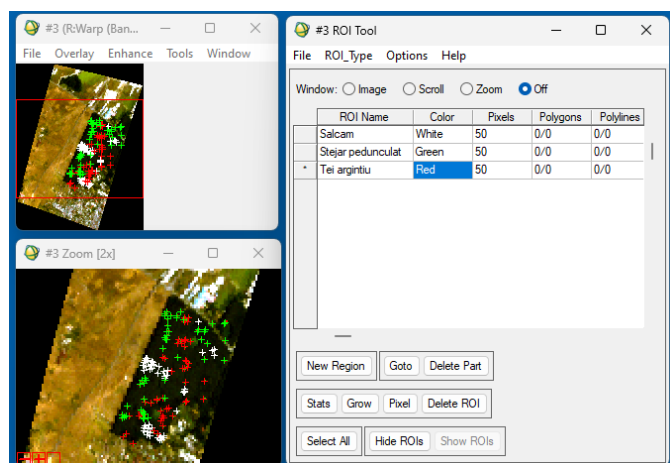 #3 (R:Warp (Ban...
File Overlay Enhance Tools Window
#3 Zoom [2x]
#3 ROI Tool
File ROI_Type Options Help
Window: Image Scroll Zoom Off
ROI Name Color Pixels Polygons Polylines
Salcam White 50 0/0 0/0
Stejar pedunculat Green 50 0/0 0/0
* Tei argintiu Red 50 0/0 0/0
New Region Goto Delete Part
Stats Grow Pixel Delete ROI
Select All Hide ROIs Show ROIs